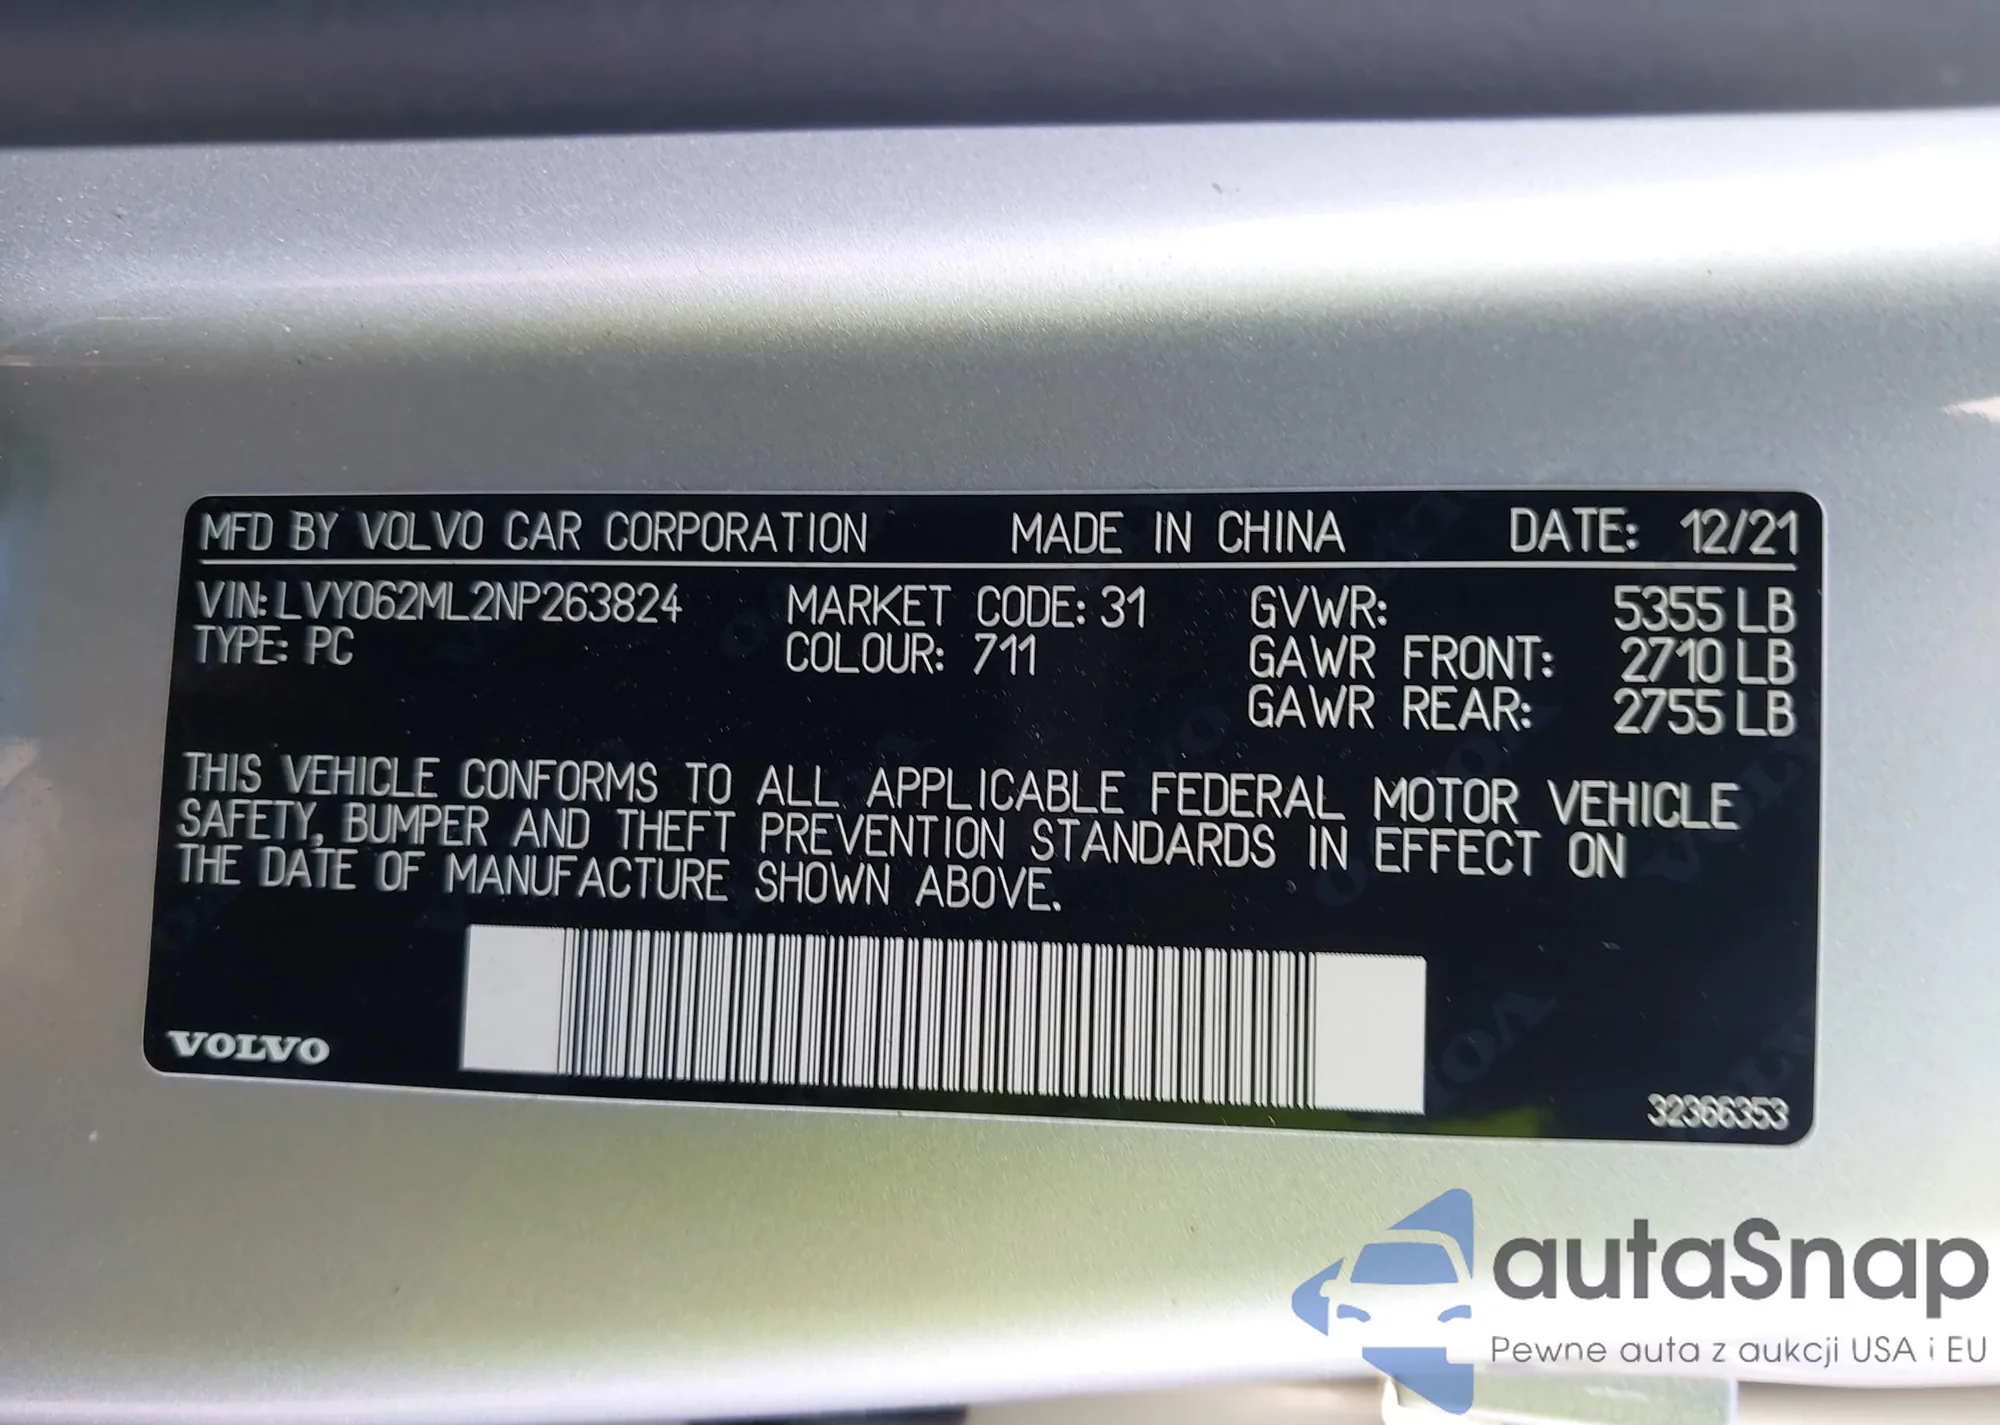 MFD BY VOLVO CAR CORPORATION MADE IN CHINA DATE: 12/21
VIN: LVY062ML2NP263824 MARKET CODE: 31 GVWR: 5355 LB
TYPE: PC COLOUR: 711 GAWR FRONT: 2710 LB
GAWR REAR: 2755 LB
THIS VEHICLE CONFORMS TO ALL APPLICABLE FEDERAL MOTOR VEHICLE
SAFETY, BUMPER AND THEFT PREVENTION STANDARDS IN EFFECT ON
THE DATE OF MANUFACTURE SHOWN ABOVE.
VOLVO
32366353
autaSnap
Pewne auta z aukcji USA i EU